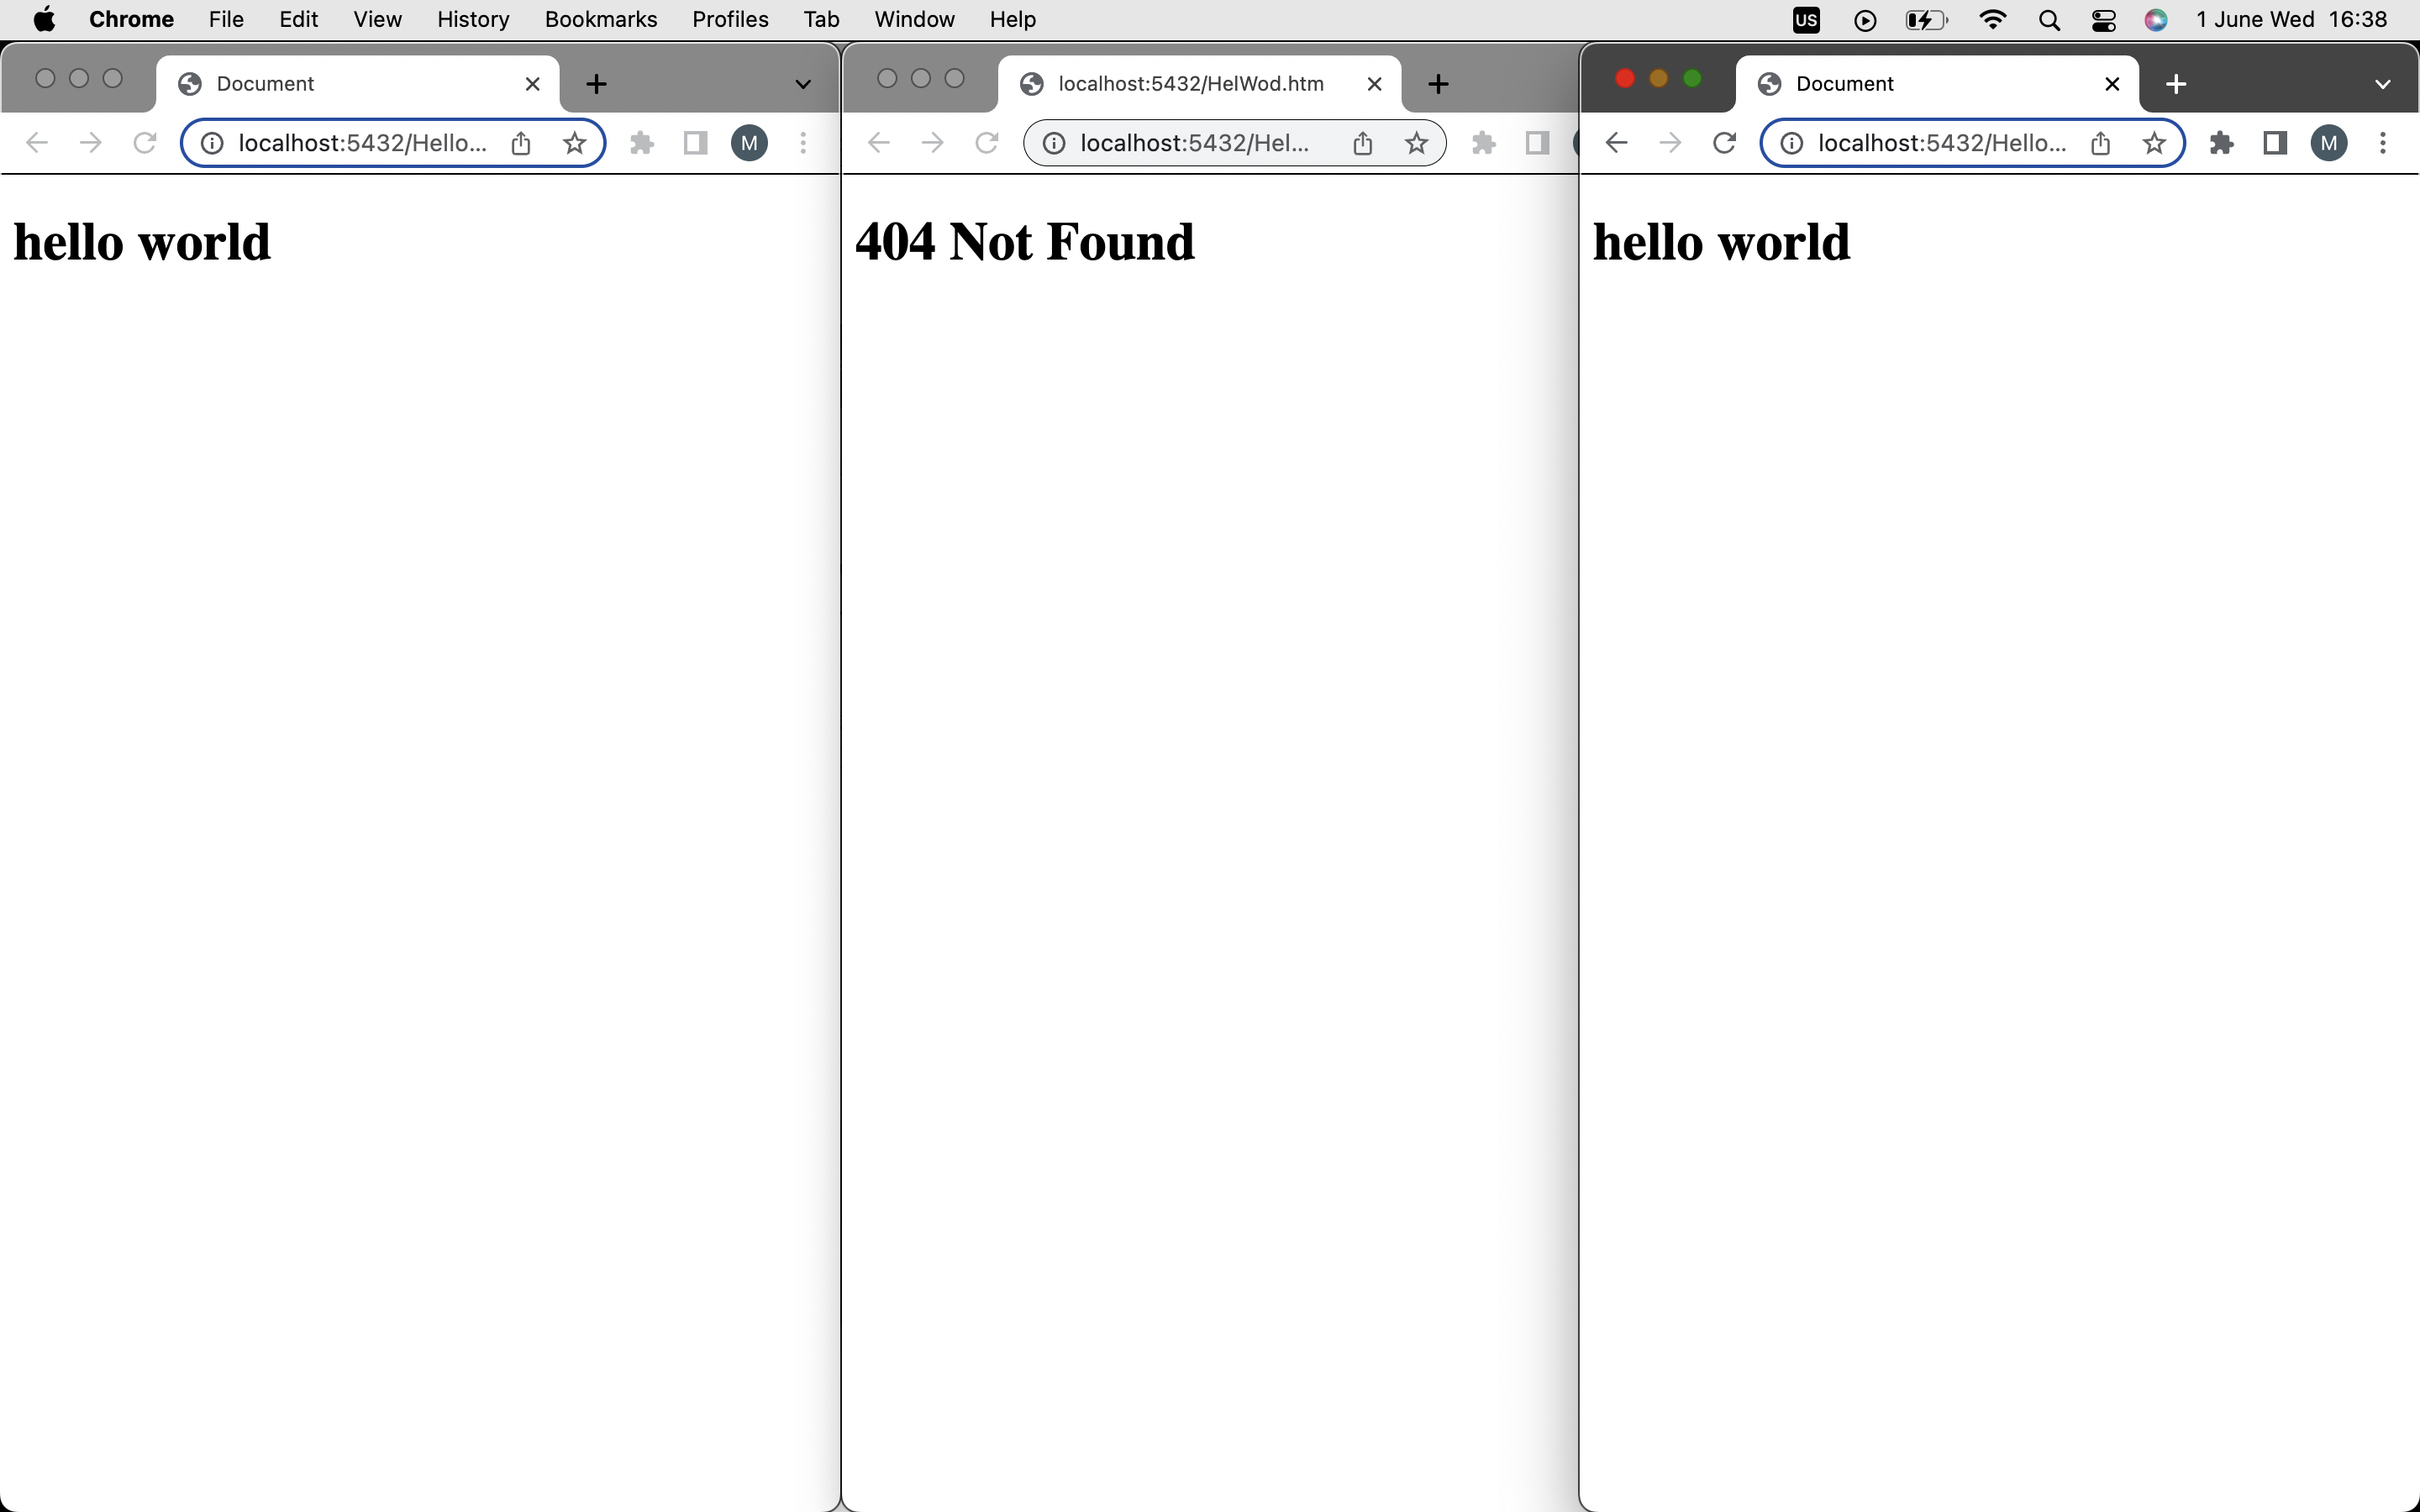 Chrome File Edit View History Bookmarks Profiles Tab Window Help US 1 June Wed 16:38
Document
localhost:5432/Hello... M
hello world
localhost:5432/HelWod.htm
localhost:5432/Hel...
404 Not Found
Document
localhost:5432/Hello... M
hello world